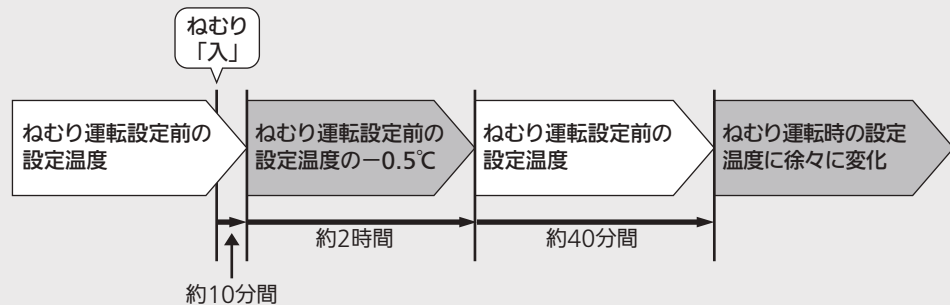 ねむり
「入」
ねむり運転設定前の
設定温度
ねむり運転設定前の
設定温度の－0.5℃
ねむり運転設定前の
設定温度
ねむり運転時の設定
温度に徐々に変化
約2時間
約40分間
約10分間